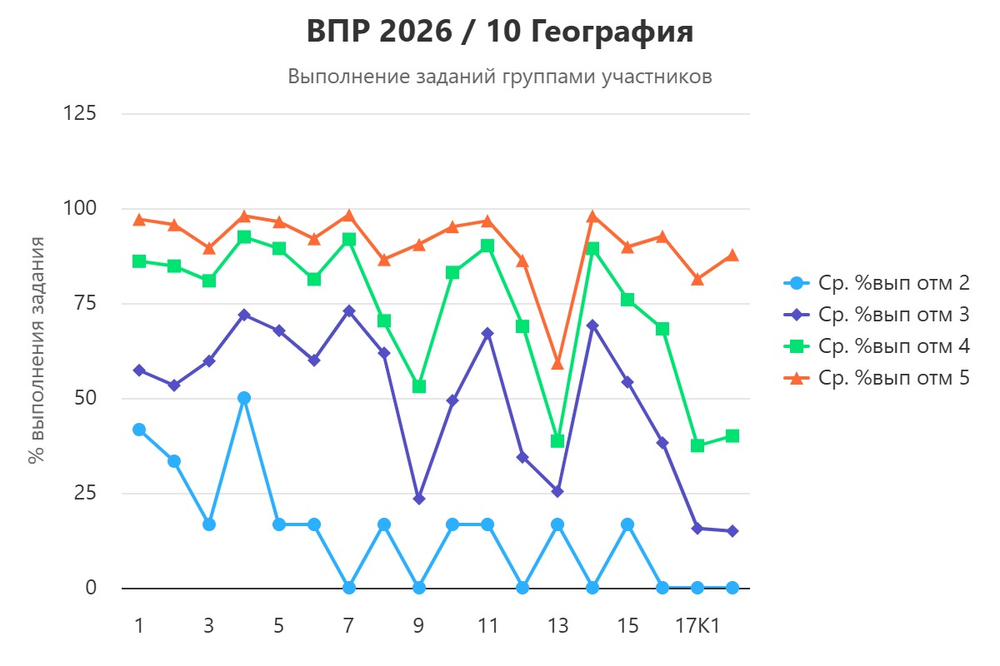 ВПР 2026 / 10 География
Выполнение заданий группами участников
125
100
75
50
25
0
% выполнения задания
1 3 5 7 9 11 13 15 17К1
Ср. %вып отм 2
Ср. %вып отм 3
Ср. %вып отм 4
Ср. %вып отм 5